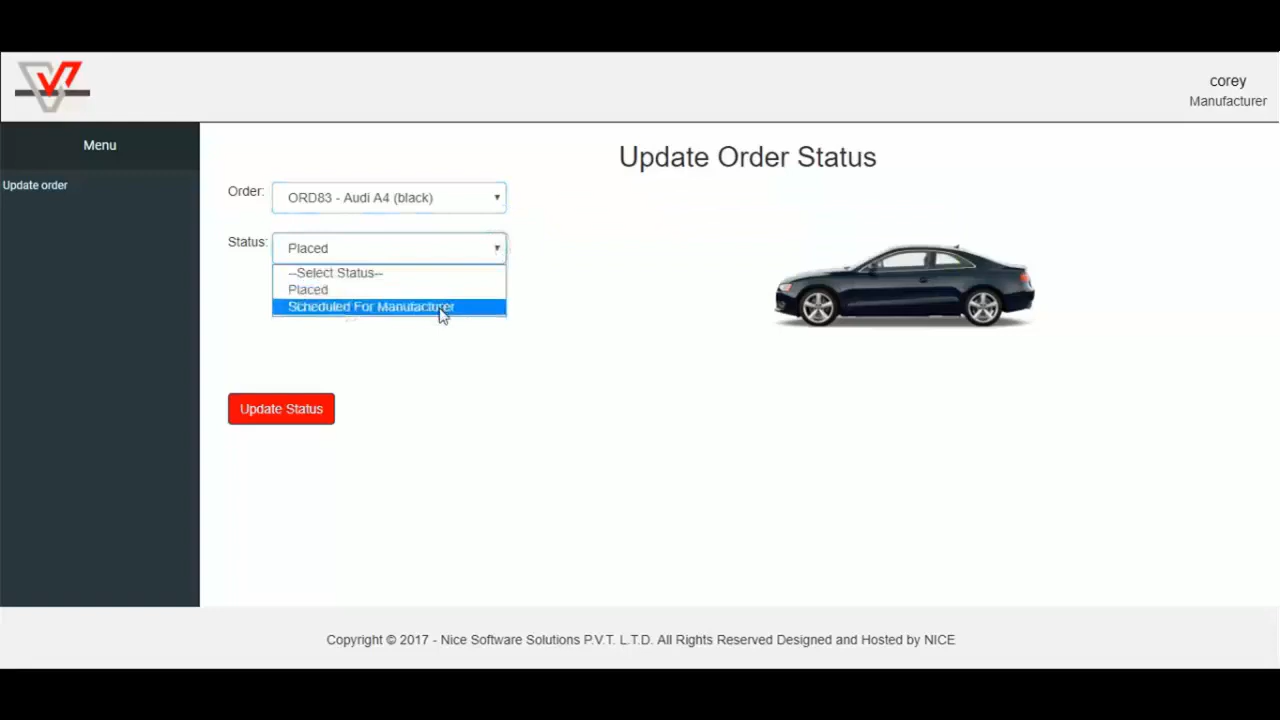 corey
Manufacturer
Menu
Update order
Update Order Status
Order:
ORD83 - Audi A4 (black)
Status:
Placed
--Select Status--
Placed
Scheduled For Manufacturer
Update Status
Copyright © 2017 - Nice Software Solutions P.V.T. L.T.D. All Rights Reserved Designed and Hosted by NICE